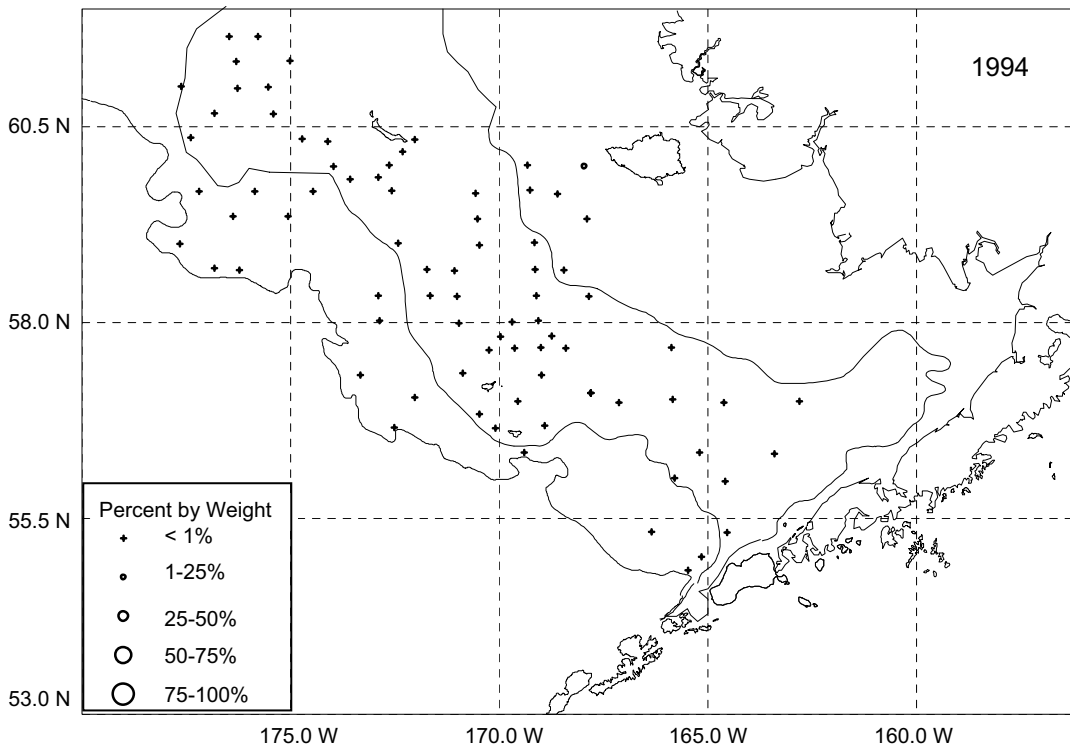 1994
60.5 N
58.0 N
55.5 N
53.0 N
Percent by Weight
< 1%
1-25%
25-50%
50-75%
75-100%
175.0 W
170.0 W
165.0 W
160.0 W